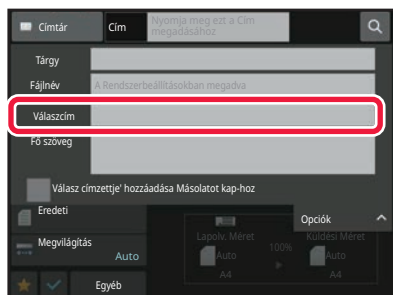 Címtár
Cím
Nyomja meg ezt a Cím
megadásához
Tárgy
Fájlnév
A Rendszerbeállításokban megadva
Válaszcím
Fő szöveg
Válasz címzettje' hozzáadása Másolatot kap-hoz
Eredeti
Opciók
Megvilágítás
Auto
Lapolv. Méret
100%
Küldési Méret
Auto
Auto
A4
A4
Egyéb